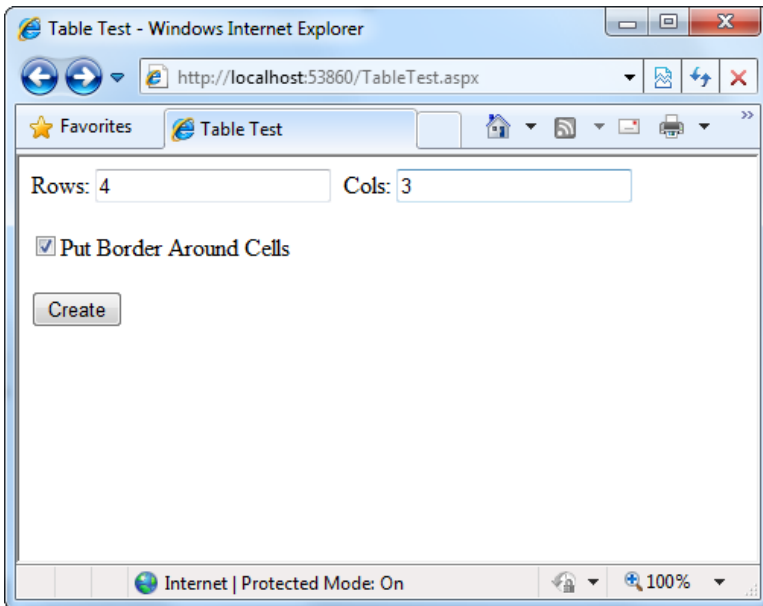 Table Test - Windows Internet Explorer
http://localhost:53860/TableTest.aspx
Favorites Table Test »
Rows: 4 Cols: 3
Put Border Around Cells
Create
Internet | Protected Mode: On 100%